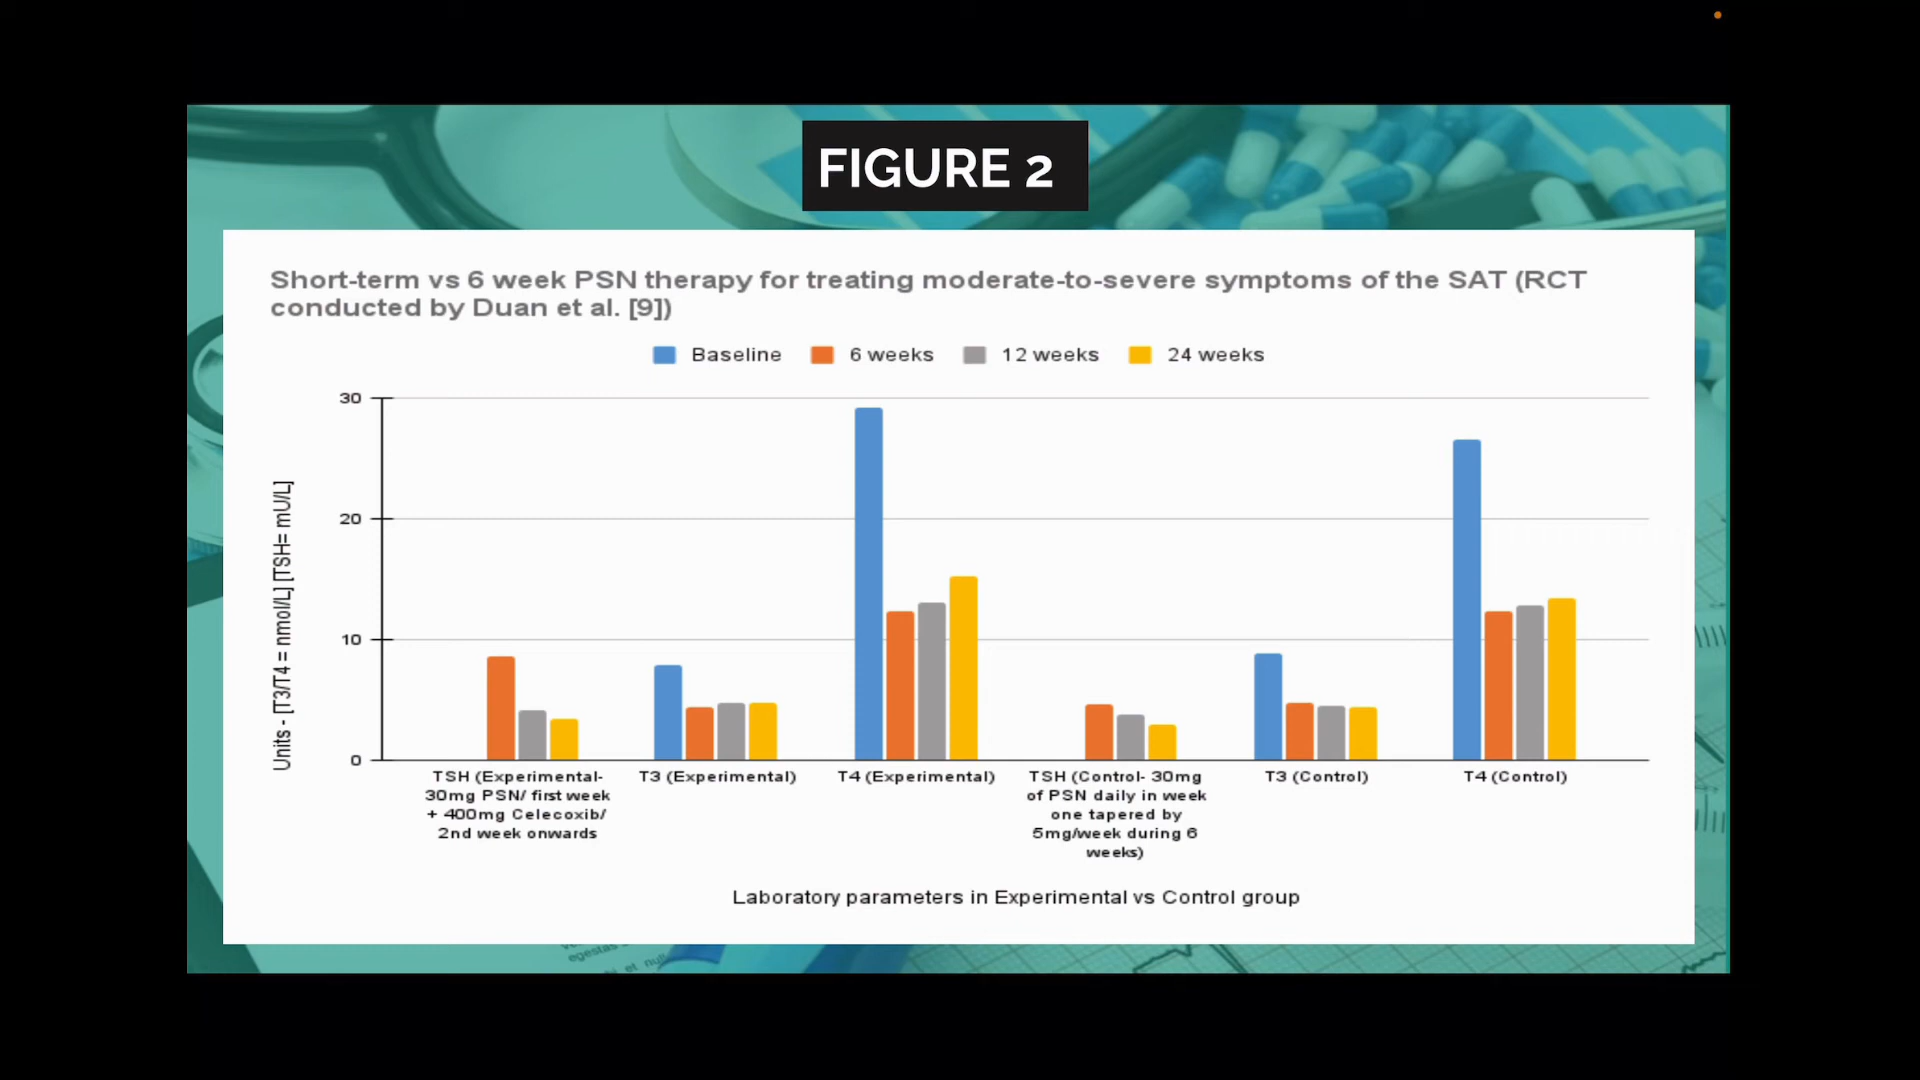 FIGURE 2
Short-term vs 6 week PSN therapy for treating moderate-to-severe symptoms of the SAT (RCT
conducted by Duan et al. [9])
Baseline
6 weeks
12 weeks
24 weeks
Units - [T3/T4 = nmol/L] [TSH= mU/L]
30
20
10
0
TSH (Experimental-
30mg PSN/ first week
+ 400mg Celecoxib/
2nd week onwards
T3 (Experimental)
T4 (Experimental)
TSH (Control- 30mg
of PSN daily in week
one tapered by
5mg/week during 6
weeks)
T3 (Control)
T4 (Control)
Laboratory parameters in Experimental vs Control group